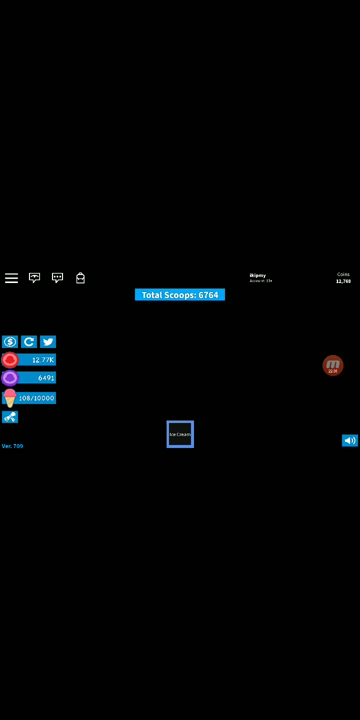 Coins
12,768
Total Scoops: 6764
12.77K
6491
108/10000
Ice Cream
Ver. 709